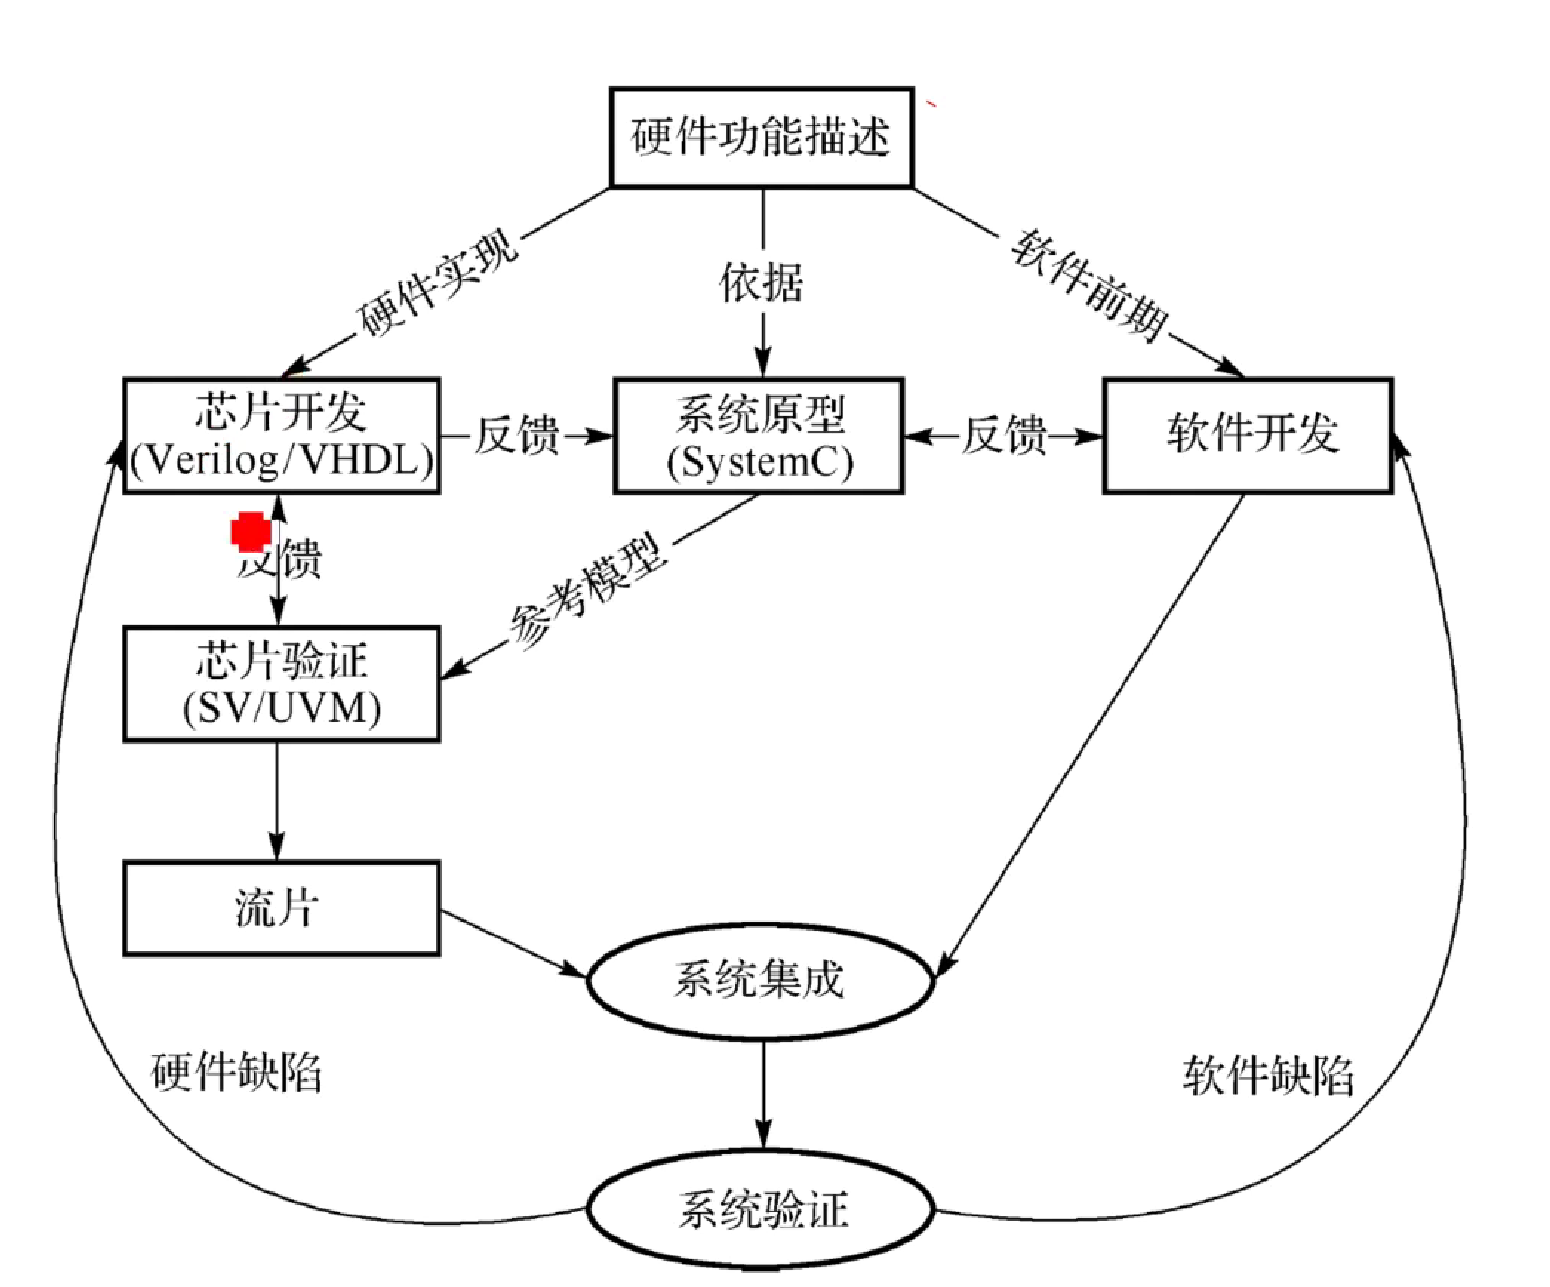 硬件功能描述
硬件实现
依据
软件前期
芯片开发
(Verilog/VHDL)
反馈
系统原型
(SystemC)
反馈
软件开发
反馈
参考模型
芯片验证
(SV/UVM)
流片
系统集成
硬件缺陷
软件缺陷
系统验证